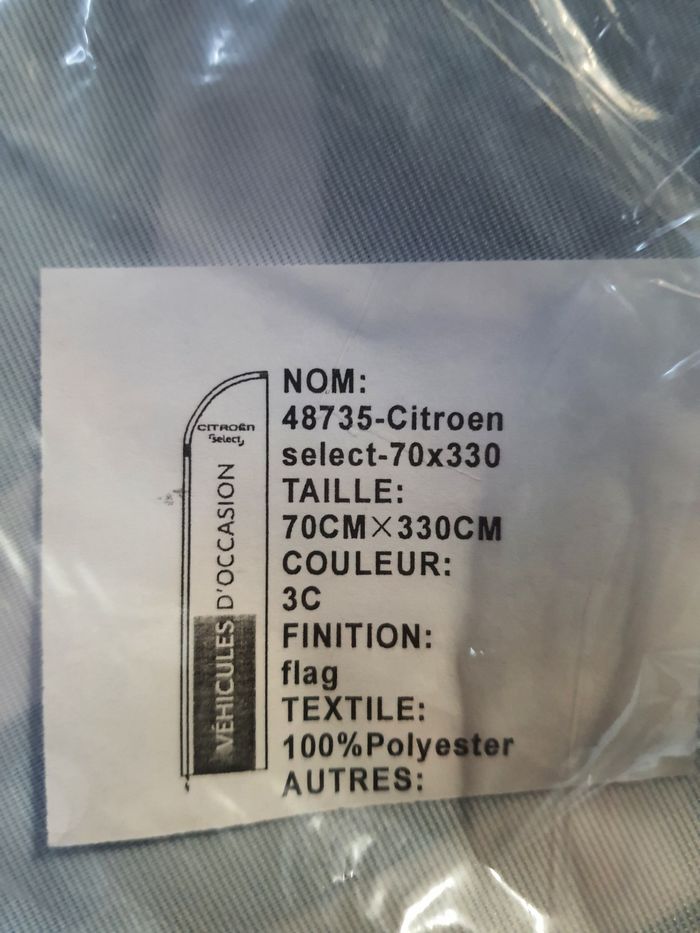 NOM:
48735-Citroen
select-70x330
TAILLE:
70CM×330CM
COULEUR:
3C
FINITION:
flag
TEXTILE:
100%Polyester
AUTRES:
CITROËN
Select
VÉHICULES D'OCCASION